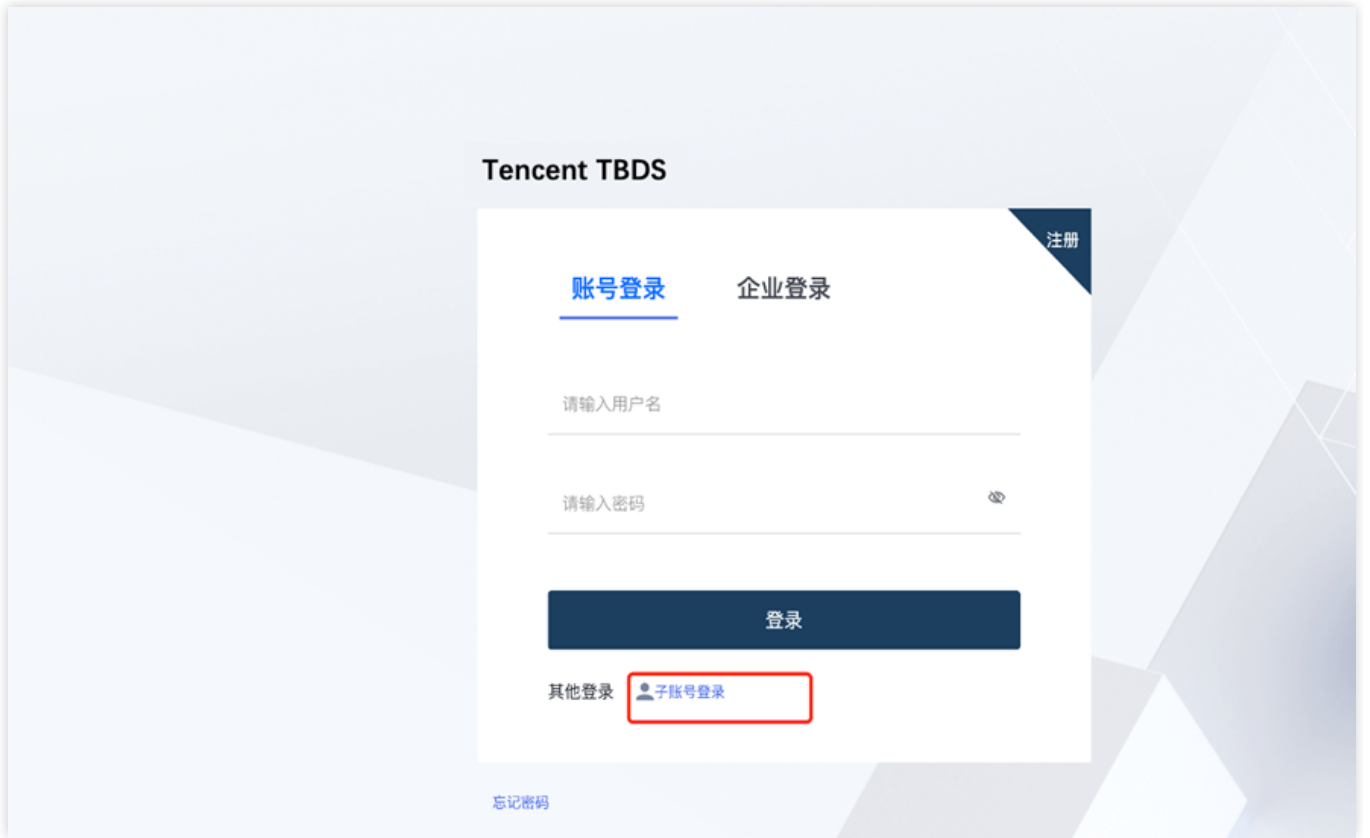 Tencent TBDS
注册
账号登录 企业登录
请输入用户名
请输入密码
登录
其他登录 子账号登录
忘记密码